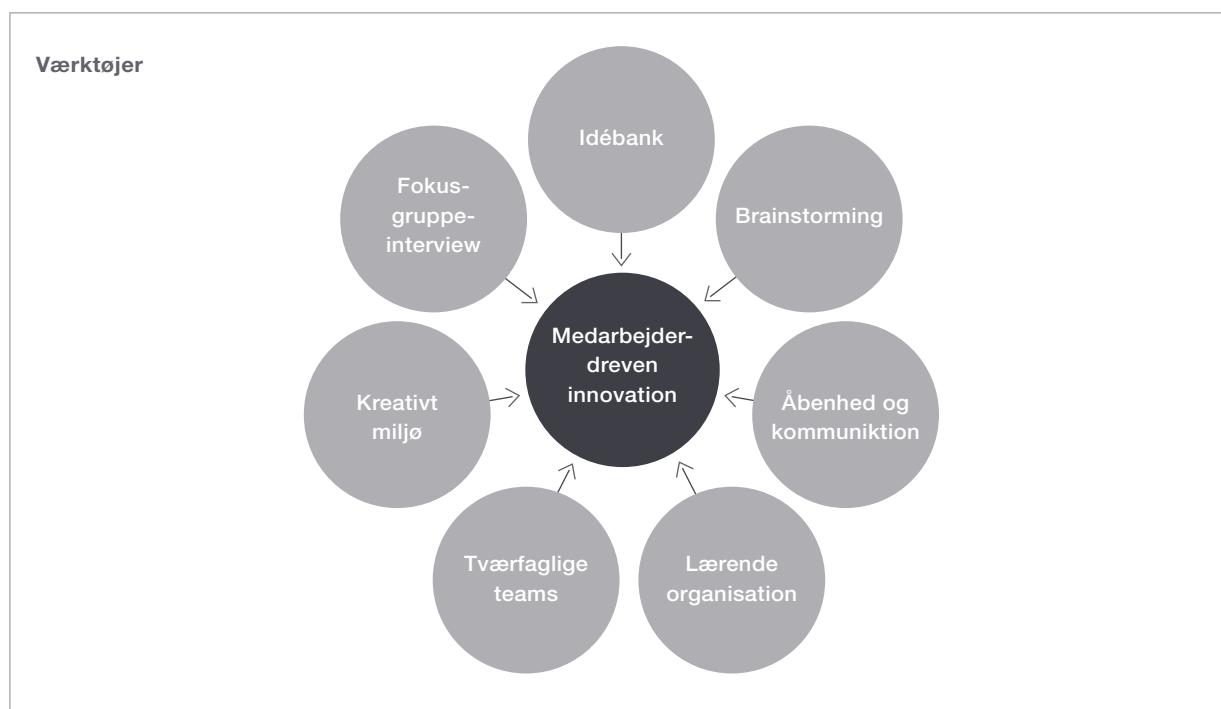 Værktøjer
Idébank
Fokus-
gruppe-
interview
Brainstorming
Medarbejder-
dreven
innovation
Kreativt
miljø
Åbenhed og
kommuniktion
Tværfaglige
teams
Lærende
organisation